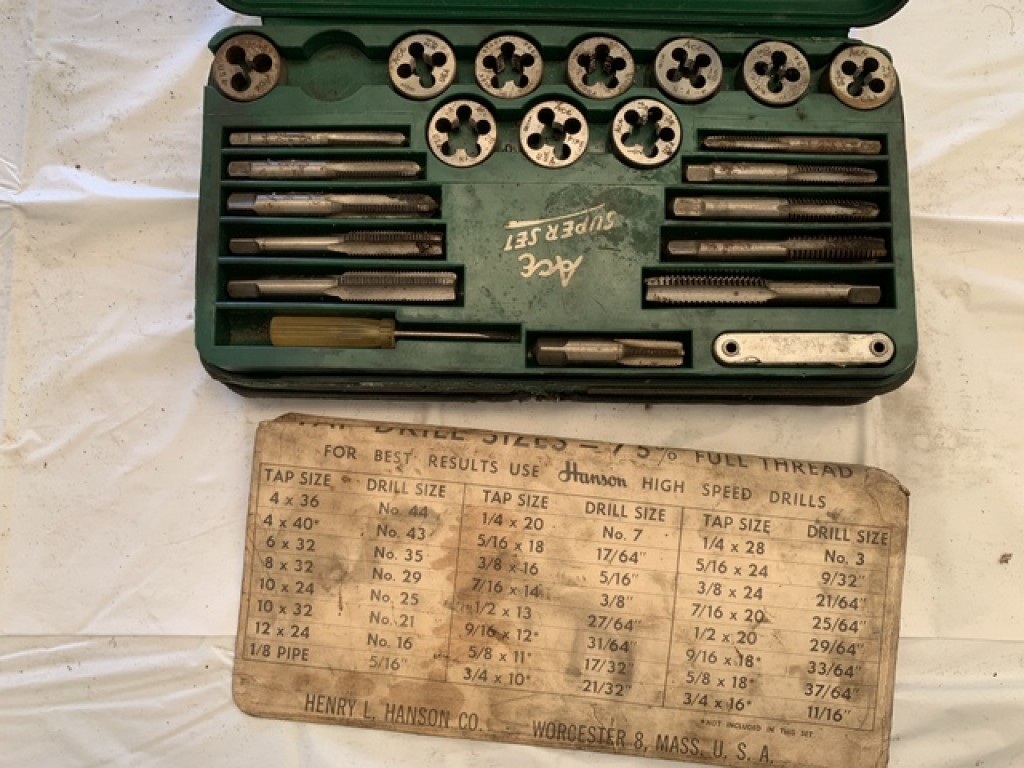 ACE
SUPER SET
TAP DRILL SIZES — 75% FULL THREAD
FOR BEST RESULTS USE Hanson HIGH SPEED DRILLS
TAP SIZE DRILL SIZE TAP SIZE DRILL SIZE TAP SIZE DRILL SIZE
4 x 36 No. 44 1/4 x 20 No. 7 1/4 x 28 No. 3
4 x 40* No. 43 5/16 x 18 17/64" 5/16 x 24 9/32"
6 x 32 No. 35 3/8 x 16 5/16" 3/8 x 24 21/64"
8 x 32 No. 29 7/16 x 14 3/8" 7/16 x 20 25/64"
10 x 24 No. 25 1/2 x 13 27/64" 1/2 x 20 29/64"
10 x 32 No. 21 9/16 x 12* 31/64" 9/16 x 18* 33/64"
12 x 24 No. 16 5/8 x 11* 17/32" 5/8 x 18* 37/64"
1/8 PIPE 5/16" 3/4 x 10* 21/32" 3/4 x 16* 11/16"
*NOT INCLUDED IN THIS SET.
HENRY L. HANSON CO. WORCESTER 8, MASS. U. S. A.